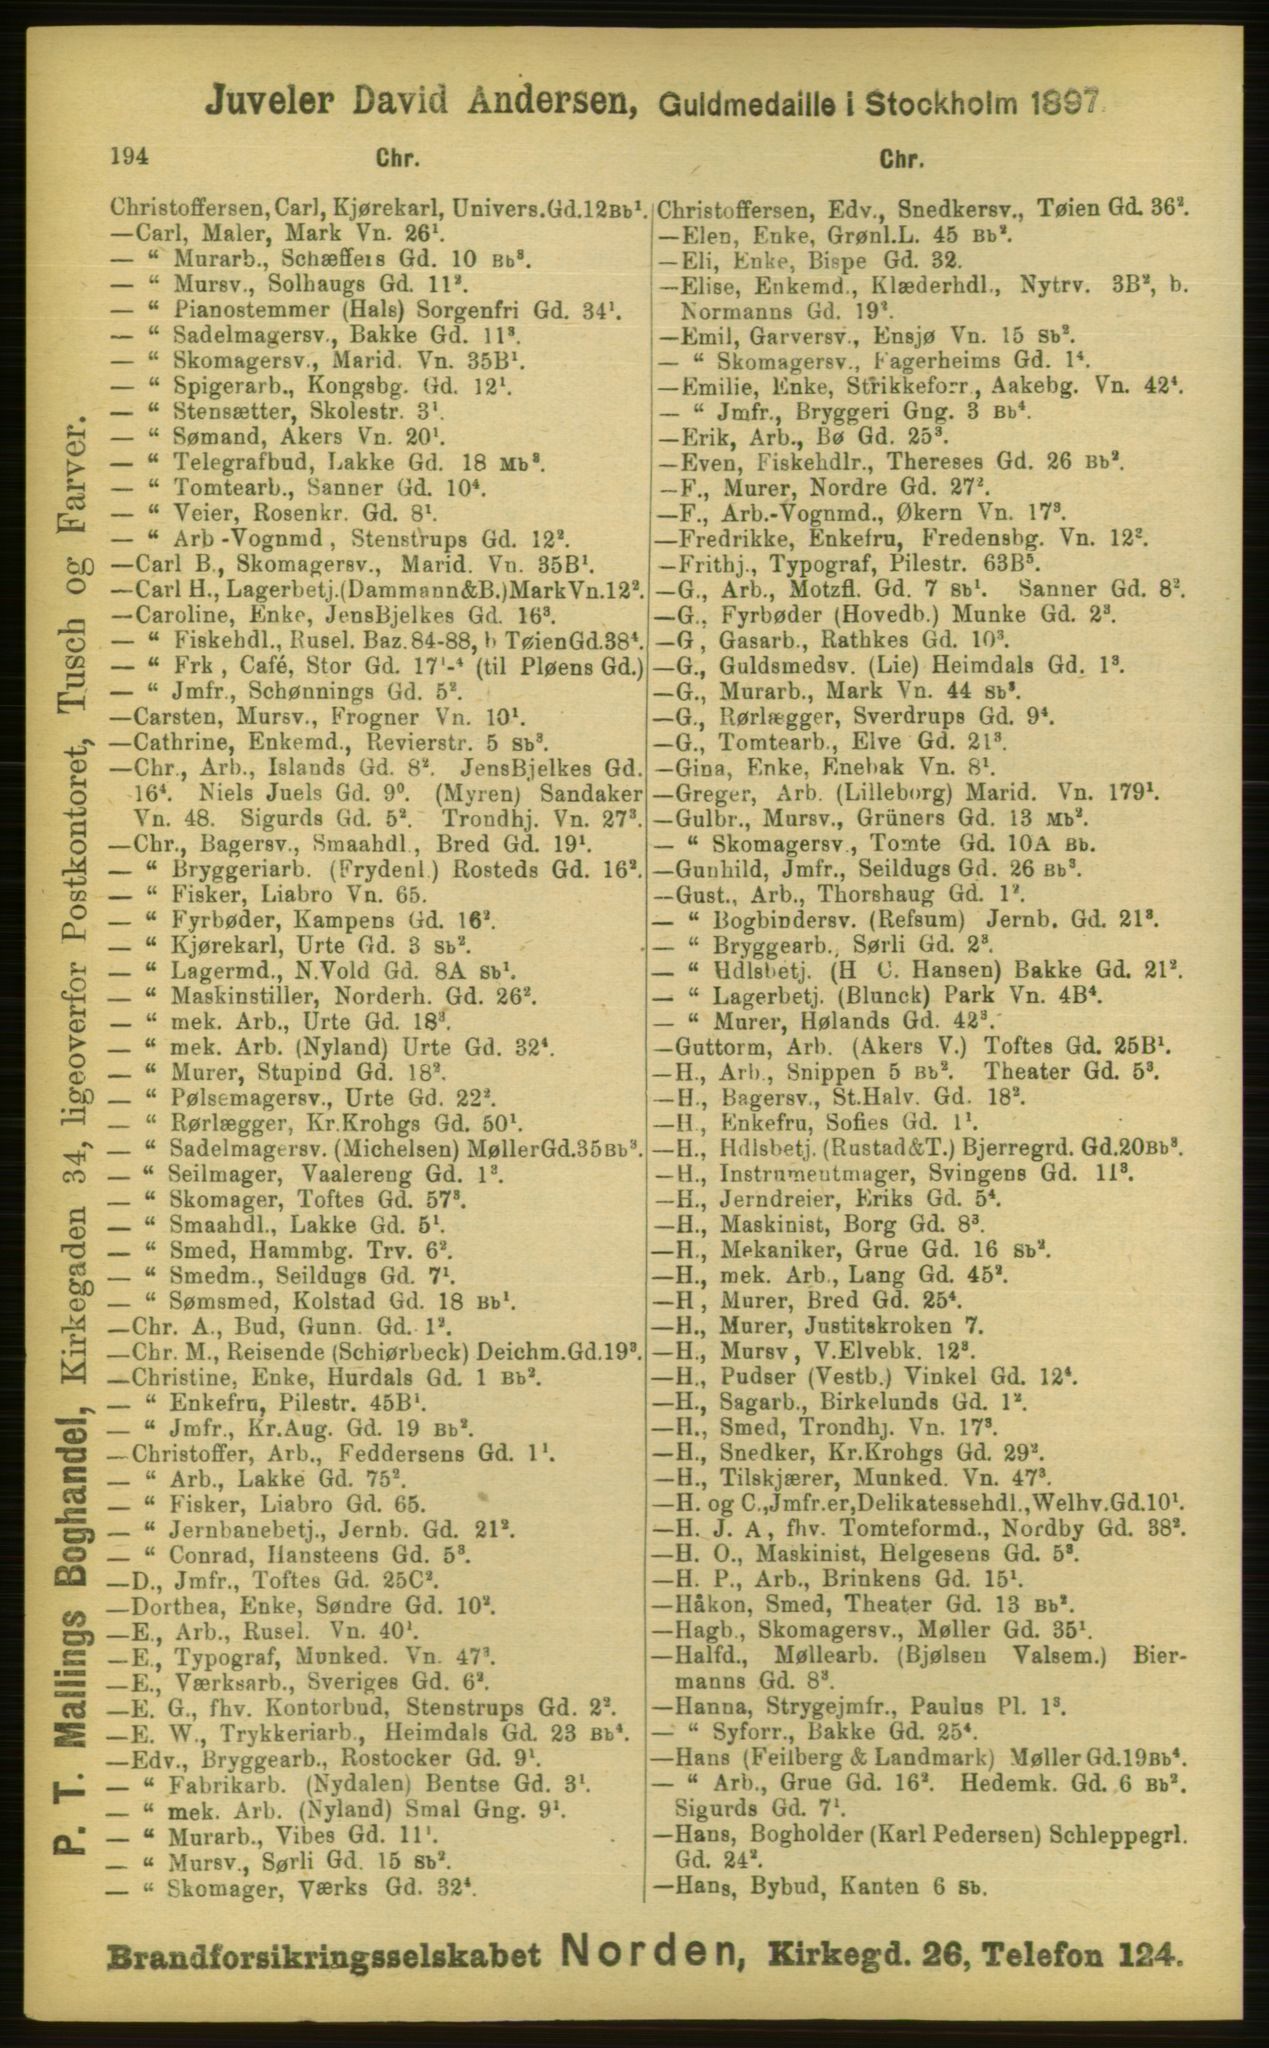 Juveler David Andersen, Guldmedaille i Stockholm 1897.
194 Chr. Chr.
Christoffersen, Carl, Kjørekarl, Univers.Gd.12Bb¹.
—Carl, Maler, Mark Vn. 26¹.
— “ Murarb., Schæffers Gd. 10 Bb³.
— “ Mursv., Solhaugs Gd. 11².
— “ Pianostemmer (Hals) Sorgenfri Gd. 34¹.
— “ Sadelmagersv., Bakke Gd. 11³.
— “ Skomagersv., Marid. Vn. 35B¹.
— “ Spigerarb., Kongsbg. Gd. 12¹.
— “ Stensætter, Skolestr. 3¹.
— “ Sømand, Akers Vn. 20¹.
— “ Telegrafbud, Lakke Gd. 18 Mb³.
— “ Tomtearb., Sanner Gd. 10⁴.
— “ Veier, Rosenkr. Gd. 8¹.
— “ Arb-Vognmd, Stenstrups Gd. 12².
—Carl B., Skomagersv., Marid. Vn. 35B¹.
—Carl H., Lagerbetj.(Dammann&B.)MarkVn.12².
—Caroline, Enke, JensBjelkes Gd. 16³.
— “ Fiskehdl., Rusel. Baz.84-88, b TøienGd.38⁴.
— “ Frk, Café, Stor Gd. 17¹-⁴ (til Pløens Gd.)
— “ Jmfr., Schønnings Gd. 5².
—Carsten, Mursv., Frogner Vn. 10¹.
—Cathrine, Enkemd., Revierstr. 5 Sb³.
—Chr., Arb., Islands Gd. 8². JensBjelkes Gd.
16⁴. Niels Juels Gd. 9⁰. (Myren) Sandaker
Vn. 48. Sigurds Gd. 5². Trondhj. Vn. 27³.
—Chr., Bagersv., Smaahdl., Bred Gd. 19¹.
— “ Bryggeriarb. (Frydenl.) Rosteds Gd. 16².
— “ Fisker, Liabro Vn. 65.
— “ Fyrbøder, Kampens Gd. 16².
— “ Kjørekarl, Urte Gd. 3 Sb².
— “ Lagermd., N.Vold Gd. 8A Sb¹.
— “ Maskinstiller, Norderh. Gd. 26².
— “ mek. Arb., Urte Gd. 18³.
— “ mek. Arb. (Nyland) Urte Gd. 32⁴.
— “ Murer, Stupind Gd. 18².
— “ Pølsemagersv., Urte Gd. 22².
— “ Rørlægger, Kr.Krohgs Gd. 50¹.
— “ Sadelmagersv. (Michelsen) MøllerGd.35Bb³.
— “ Seilmager, Vaalereng Gd. 1³.
— “ Skomager, Toftes Gd. 57³.
— “ Smaahdl., Lakke Gd. 5¹.
— “ Smed, Hammbg. Trv. 6².
— “ Smedm., Seildugs Gd. 7¹.
— “ Sømsmed, Kolstad Gd. 18 Bb¹.
—Chr. A., Bud, Gunn. Gd. 1².
—Chr. M., Reisende (Schiørbeck) Deichm.Gd.19³.
—Christine, Enke, Hurdals Gd. 1 Bb².
— “ Enkefru, Pilestr. 45B¹.
— “ Jmfr., Kr.Aug. Gd. 19 Bb².
—Christoffer, Arb., Feddersens Gd. 1¹.
— “ Arb., Lakke Gd. 75².
— “ Fisker, Liabro Gd. 65.
— “ Jernbanebetj., Jernb. Gd. 21².
— “ Conrad, Hansteens Gd. 5³.
—D., Jmfr., Toftes Gd. 25C².
—Dorthea, Enke, Søndre Gd. 10².
—E., Arb., Rusel. Vn. 40¹.
—E., Typograf, Munked. Vn. 47³.
—E., Værksarb., Sveriges Gd. 6².
—E. G., fhv. Kontorbud, Stenstrups Gd. 2².
—E. W., Trykkeriarb., Heimdals Gd. 23 Bb⁴.
—Edv., Bryggearb., Rostocker Gd. 9¹.
— “ Fabrikarb. (Nydalen) Bentse Gd. 3¹.
— “ mek. Arb. (Nyland) Smal Gng. 9¹.
— “ Murarb., Vibes Gd. 11¹.
— “ Mursv., Sørli Gd. 15 Sb².
— “ Skomager, Værks Gd. 32⁴.
Christoffersen, Edv., Snedkersv., Tøien Gd. 36².
—Elen, Enke, Grønl.L. 45 Bb².
—Eli, Enke, Bispe Gd. 32.
—Elise, Enkemd., Klæderhdl., Nytrv. 3B², b.
Normanns Gd. 19².
—Emil, Garversv., Ensjø Vn. 15 Sb².
— “ Skomagersv., Fagerheims Gd. 1⁴.
—Emilie, Enke, Strikkeforr., Aakebg. Vn. 42⁴.
— “ Jmfr., Bryggeri Gng. 3 Bb⁴.
—Erik, Arb., Bø Gd. 25³.
—Even, Fiskehdlr., Thereses Gd. 26 Bb².
—F., Murer, Nordre Gd. 27².
—F., Arb.-Vognmd., Økern Vn. 17³.
—Fredrikke, Enkefru, Fredensbg. Vn. 12².
—Frithj., Typograf, Pilestr. 63B⁵.
—G., Arb., Motzfl. Gd. 7 Sb¹. Sanner Gd. 8².
—G., Fyrbøder (Hovedb.) Munke Gd. 2³.
—G, Gasarb., Rathkes Gd. 10³.
—G., Guldsmedsv. (Lie) Heimdals Gd. 1³.
—G., Murarb., Mark Vn. 44 Sb³.
—G., Rørlægger, Sverdrups Gd. 9⁴.
—G., Tomtearb., Elve Gd. 21³.
—Gina, Enke, Enebak Vn. 8¹.
—Greger, Arb. (Lilleborg) Marid. Vn. 179¹.
—Gulbr., Mursv., Grüners Gd. 13 Mb².
— “ Skomagersv., Tomte Gd. 10A Bb.
—Gunhild, Jmfr., Seildugs Gd. 26 Bb³.
—Gust., Arb., Thorshaug Gd. 1².
— “ Bogbindersv. (Refsum) Jernb. Gd. 21³.
— “ Bryggearb., Sørli Gd. 2³.
— “ Hdlsbetj. (H C. Hansen) Bakke Gd. 21².
— “ Lagerbetj. (Blunck) Park Vn. 4B⁴.
— “ Murer, Hølands Gd. 42³.
—Guttorm, Arb. (Akers V.) Toftes Gd. 25B¹.
—H., Arb., Snippen 5 Bb². Theater Gd. 5³.
—H., Bagersv., St.Halv. Gd. 18².
—H., Enkefru, Sofies Gd. 1¹.
—H., Hdlsbetj. (Rustad&T.) Bjerregrd. Gd.20Bb³.
—H., Instrumentmager, Svingens Gd. 11³.
—H., Jerndreier, Eriks Gd. 5⁴.
—H., Maskinist, Borg Gd. 8³.
—H., Mekaniker, Grue Gd. 16 Sb².
—H., mek. Arb., Lang Gd. 45².
—H, Murer, Bred Gd. 25⁴.
—H., Murer, Justitskroken 7.
—H., Mursv, V.Elvebk. 12³.
—H., Pudser (Vestb.) Vinkel Gd. 12⁴.
—H., Sagarb., Birkelunds Gd. 1².
—H., Smed, Trondhj. Vn. 17³.
—H., Snedker, Kr.Krohgs Gd. 29².
—H., Tilskjærer, Munked. Vn. 47³.
—H. og C.,Jmfr.er,Delikatessehdl.,Welhv.Gd.10¹.
—H. J. A, fhv. Tomteformd., Nordby Gd. 38².
—H. O., Maskinist, Helgesens Gd. 5³.
—H. P., Arb., Brinkens Gd. 15¹.
—Håkon, Smed, Theater Gd. 13 Bb².
—Hagb., Skomagersv., Møller Gd. 35¹.
—Halfd., Møllearb. (Bjølsen Valsem.) Bier-
manns Gd. 8³.
—Hanna, Strygejmfr., Paulus Pl. 1³.
— “ Syforr., Bakke Gd. 25⁴.
—Hans (Feilberg & Landmark) Møller Gd.19Bb⁴.
— “ Arb., Grue Gd. 16². Hedemk. Gd. 6 Bb².
Sigurds Gd. 7¹.
—Hans, Bogholder (Karl Pedersen) Schleppegrl.
Gd. 24².
—Hans, Bybud, Kanten 6 Sb.
P. T. Mallings Boghandel, Kirkegaden 34, ligeoverfor Postkontoret, Tusch og Farver.
Brandforsikringsselskabet Norden, Kirkegd. 26, Telefon 124.